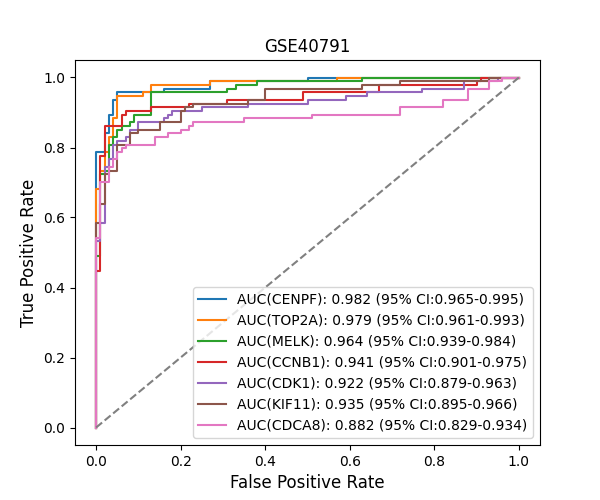 GSE40791
True Positive Rate
1.0
0.8
0.6
0.4
0.2
0.0
AUC(CENPF): 0.982 (95% CI:0.965-0.995)
AUC(TOP2A): 0.979 (95% CI:0.961-0.993)
AUC(MELK): 0.964 (95% CI:0.939-0.984)
AUC(CCNB1): 0.941 (95% CI:0.901-0.975)
AUC(CDK1): 0.922 (95% CI:0.879-0.963)
AUC(KIF11): 0.935 (95% CI:0.895-0.966)
AUC(CDCA8): 0.882 (95% CI:0.829-0.934)
0.0 0.2 0.4 0.6 0.8 1.0
False Positive Rate